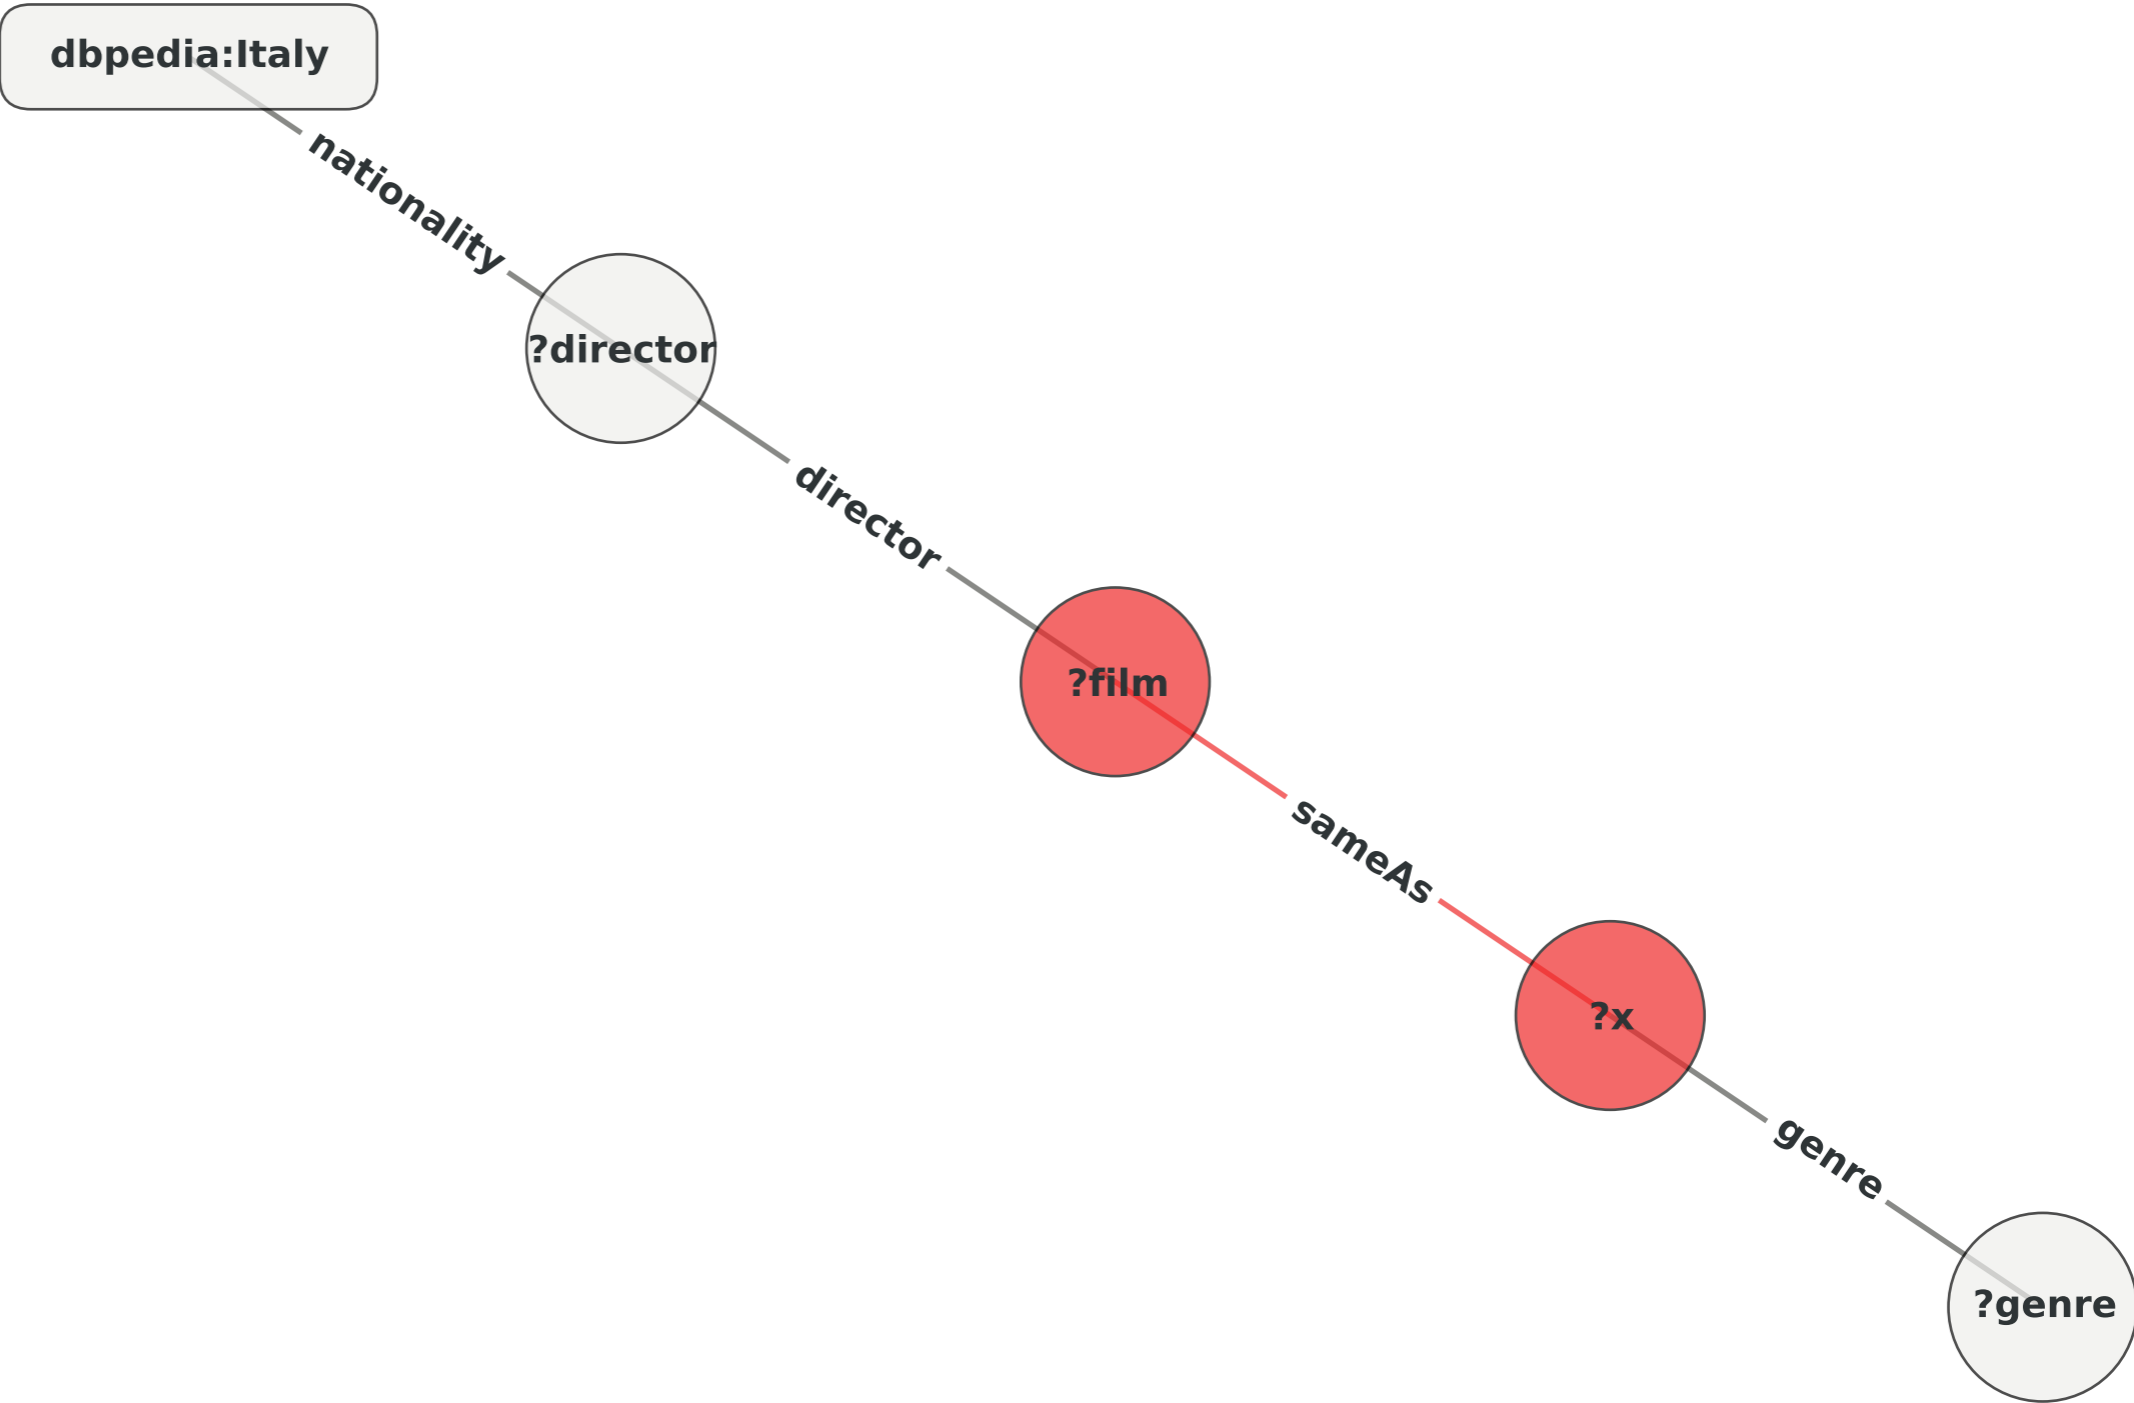 dbpedia:Italy
nationality
?director
director
?film
sameAs
?x
genre
?genre